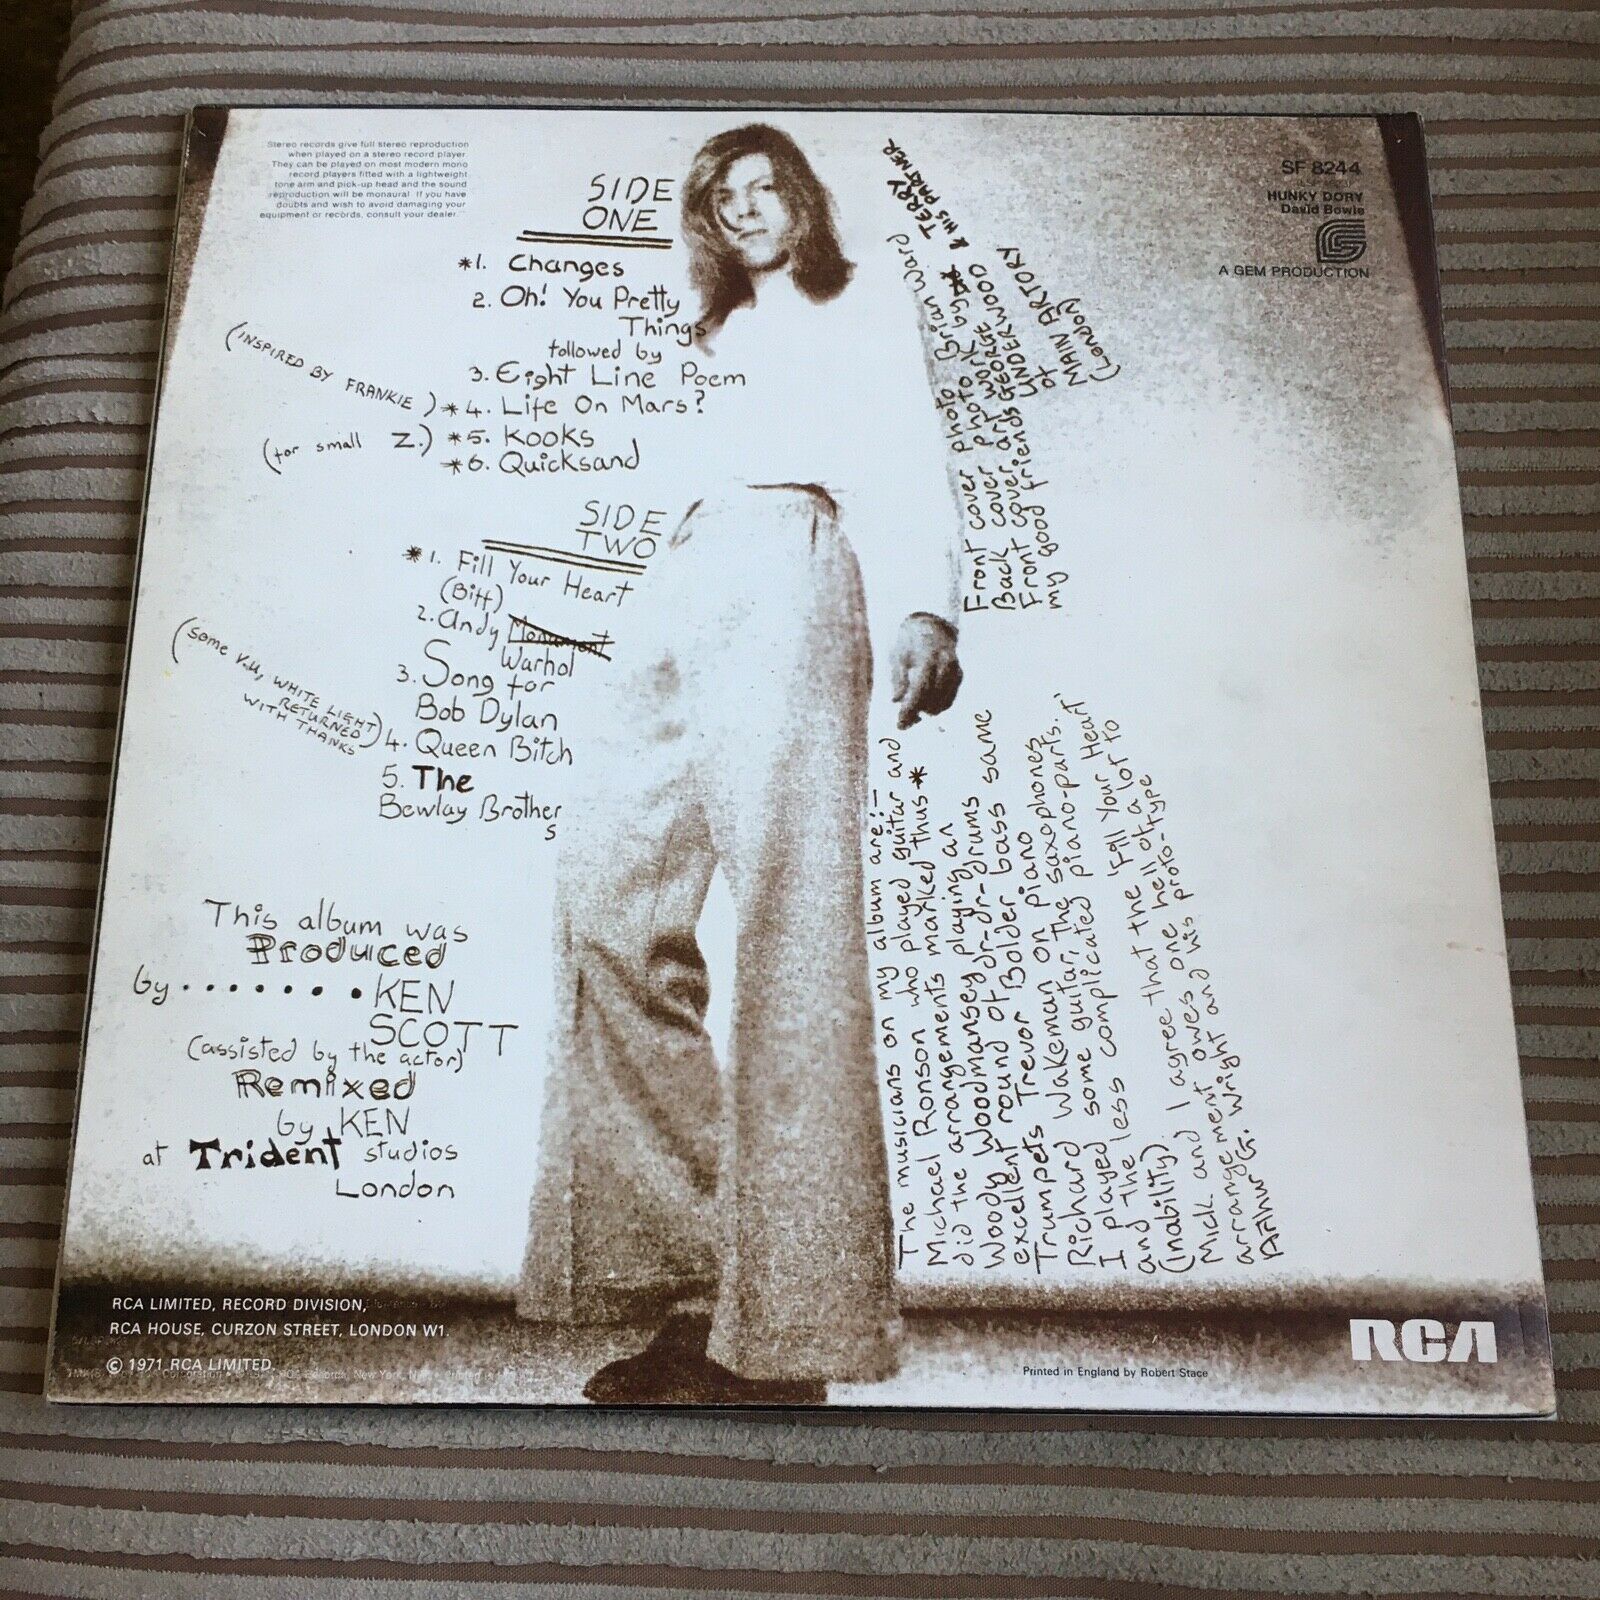 Stereo records give full stereo reproduction
when played on a stereo record player.
They can be played on most modern mono
record players fitted with a lightweight
tone arm and pick-up head and the sound
reproduction will be monaural. If you have
doubts and wish to avoid damaging your
equipment or records, consult your dealer.
SIDE
ONE
*1. Changes
2. Oh! You Pretty
Things
followed by
3. Eight Line Poem
(INSPIRED BY FRANKIE) *4. Life On Mars?
(for small Z.) *5. Kooks
*6. Quicksand
SIDE
TWO
*1. Fill Your Heart
(Biff)
2. Andy Monument
Warhol
3. Song for
Bob Dylan
(Some V.U, WHITE LIGHT
RETURNED
WITH THANKS) 4. Queen Bitch
5. The
Bewlay Brother
s
This album was
Produced
by . . . . . . . KEN
SCOTT
(assisted by the actor)
Remixed
by KEN
at Trident studios
London
Front cover photo Brian Ward
Back cover photo by TERRY
Front cover art work
& HIS PARTNER
my good friends GEORGE
UNDERWOOD
of
MAIN ARTORY
(London)
SF 8244
HUNKY DORY
David Bowie
A GEM PRODUCTION
The musicians on my album are:-
Michael Ronson who played guitar and
did the arrangements marked thus *
Woody Woodmansey playing an
excellent round of dr-dr-drums
Trumpets Trevor Bolder bass same
Richard Wakeman on piano
I played some guitar, the saxophones,
and the less complicated piano-parts.
(inability). I agree that the 'Fill Your Heart'
Mick and I owes one hell of a lot to
arrangement and his proto-type
Arthur G. Wright
RCA LIMITED, RECORD DIVISION,
RCA HOUSE, CURZON STREET, LONDON W1.
© 1971 RCA LIMITED.
Printed in England by Robert Stace
RCA